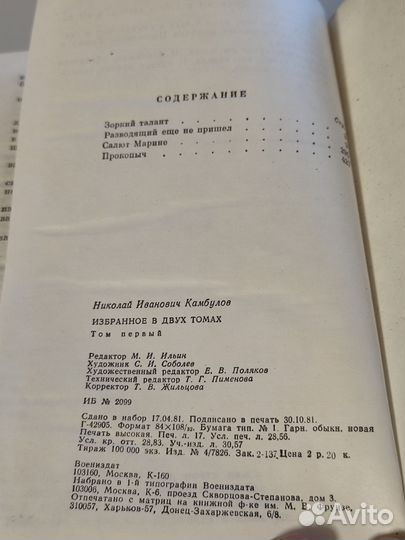 СОДЕРЖАНИЕ
Зоркий талант
Разводящий еще не пришел
Салют Марине
Прокопыч
Николай Иванович Камбулов
ИЗБРАННОЕ В ДВУХ ТОМАХ
Том первый
Редактор М. И. Ильин
Художник С. И. Соболев
Художественный редактор Е. В. Поляков
Технический редактор Т. Г. Пименова
Корректор Т. В. Жильцова
ИБ № 2099
Сдано в набор 17.04.81. Подписано в печать 30.10.81.
Г-42905. Формат 84×108/32. Бумага тип. № 1. Гарн. обыкн. новая
Печать высокая. Печ. л. 17. Усл. печ. л. 28,56.
Усл. кр. отт. 28,83. Уч.-изд. л. 30,57
Тираж 100 000 экз. Изд. № 4/7826. Зак. 2-137. Цена 2 р. 20 к.
Воениздат
103160, Москва, К-160
Набрано в 1-й типографии Воениздата
103006, Москва, К-6, проезд Скворцова-Степанова, дом 3.
Отпечатано с матриц на книжной ф-ке им. М. В. Фрунзе,
310057, Харьков-57, Донец-Захаржевская, 6/8.
Avito